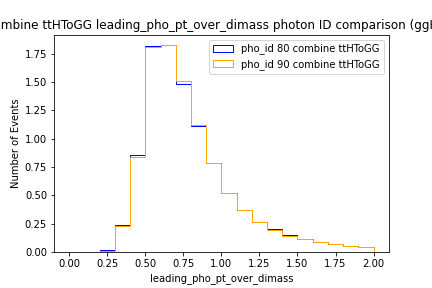 ombine ttHToGG leading_pho_pt_over_dimass photon ID comparison (ggH
pho_id 80 combine ttHToGG
pho_id 90 combine ttHToGG
Number of Events
1.75
1.50
1.25
1.00
0.75
0.50
0.25
0.00
0.00 0.25 0.50 0.75 1.00 1.25 1.50 1.75 2.00
leading_pho_pt_over_dimass